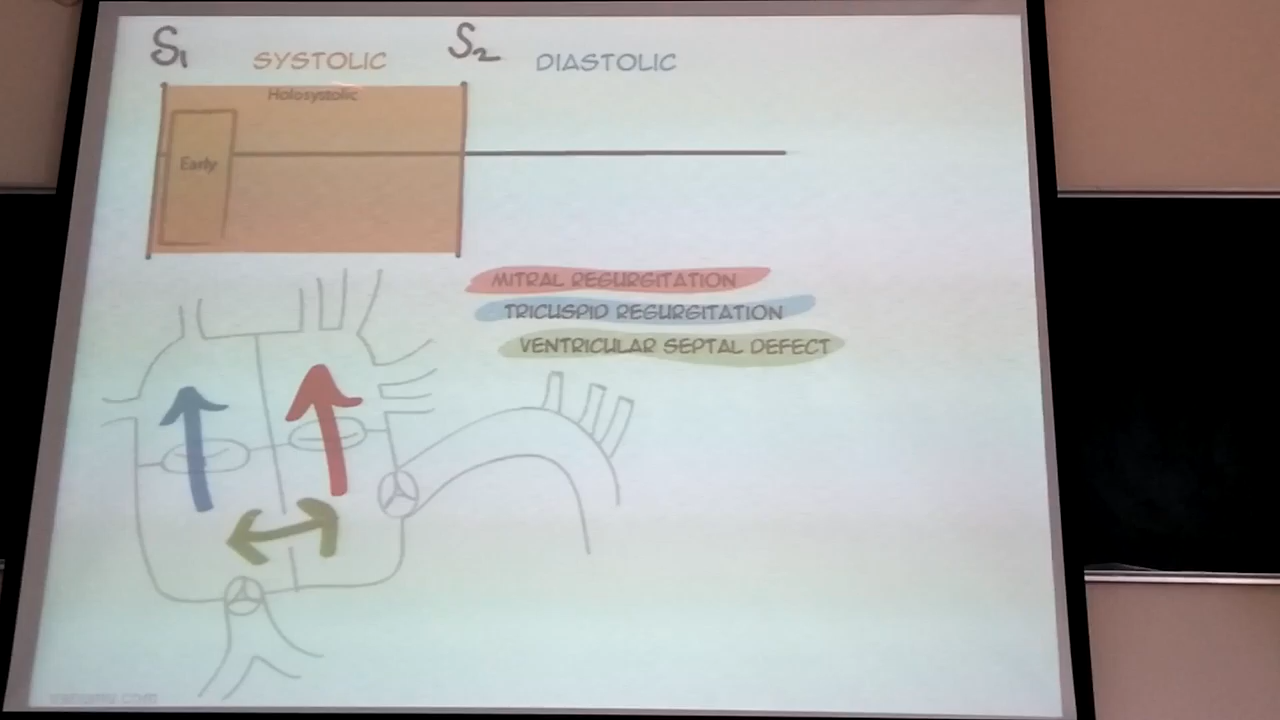 S1 SYSTOLIC S2 DIASTOLIC
Holosystolic
Early
MITRAL REGURGITATION
TRICUSPID REGURGITATION
VENTRICULAR SEPTAL DEFECT